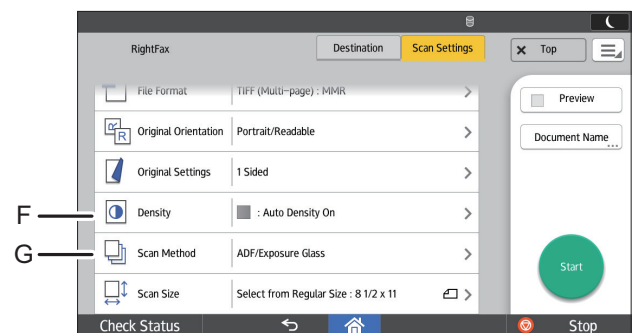 RightFax
Destination
Scan Settings
Top
File Format TIFF (Multi-page) : MMR
Preview
R R Original Orientation Portrait/Readable
Document Name...
Original Settings 1 Sided
F Density : Auto Density On
G Scan Method ADF/Exposure Glass
Start
Scan Size Select from Regular Size : 8 1/2 x 11
Check Status
Stop